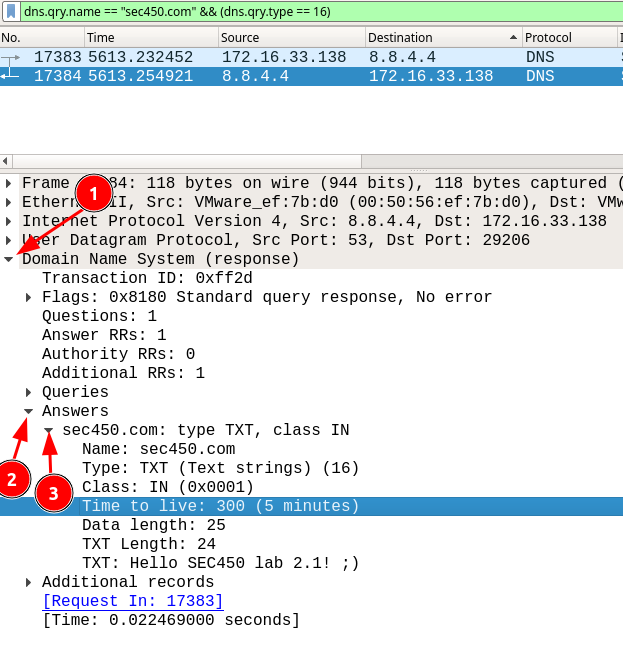 dns.qry.name == "sec450.com" && (dns.qry.type == 16)
No. Time Source Destination Protocol
17383 5613.232452 172.16.33.138 8.8.4.4 DNS
17384 5613.254921 8.8.4.4 172.16.33.138 DNS
Frame 84: 118 bytes on wire (944 bits), 118 bytes captured (
1
Ethern II, Src: VMware_ef:7b:d0 (00:50:56:ef:7b:d0), Dst: VM
Internet Protocol Version 4, Src: 8.8.4.4, Dst: 172.16.33.138
User Datagram Protocol, Src Port: 53, Dst Port: 29206
Domain Name System (response)
Transaction ID: 0xff2d
Flags: 0x8180 Standard query response, No error
Questions: 1
Answer RRs: 1
Authority RRs: 0
Additional RRs: 1
Queries
Answers
sec450.com: type TXT, class IN
Name: sec450.com
Type: TXT (Text strings) (16)
2
Class: IN (0x0001)
3
Time to live: 300 (5 minutes)
Data length: 25
TXT Length: 24
TXT: Hello SEC450 lab 2.1! ;)
Additional records
[Request In: 17383]
[Time: 0.022469000 seconds]